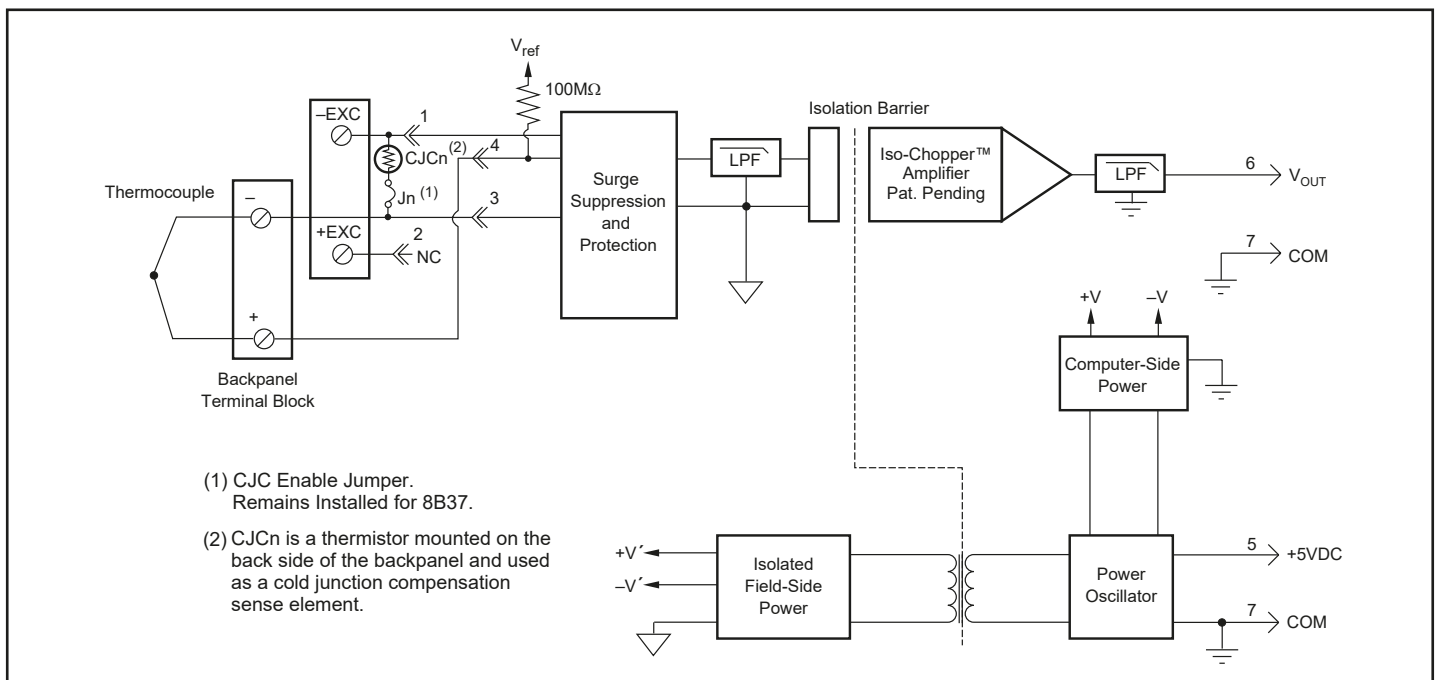 V_ref
100MΩ
–EXC
1
CJCn (2)
4
Jn (1)
3
+EXC
2
NC
Thermocouple
–
+
Backpanel
Terminal Block
Surge
Suppression
and
Protection
LPF
Isolation Barrier
Iso-Chopper™
Amplifier
Pat. Pending
LPF
6
V_OUT
7
COM
+V
–V
Computer-Side
Power
(1) CJC Enable Jumper.
Remains Installed for 8B37.
(2) CJCn is a thermistor mounted on the
back side of the backpanel and used
as a cold junction compensation
sense element.
+V´
–V´
Isolated
Field-Side
Power
Power
Oscillator
5
+5VDC
7
COM